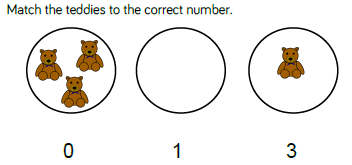 Match the teddies to the correct number.
0 1 3